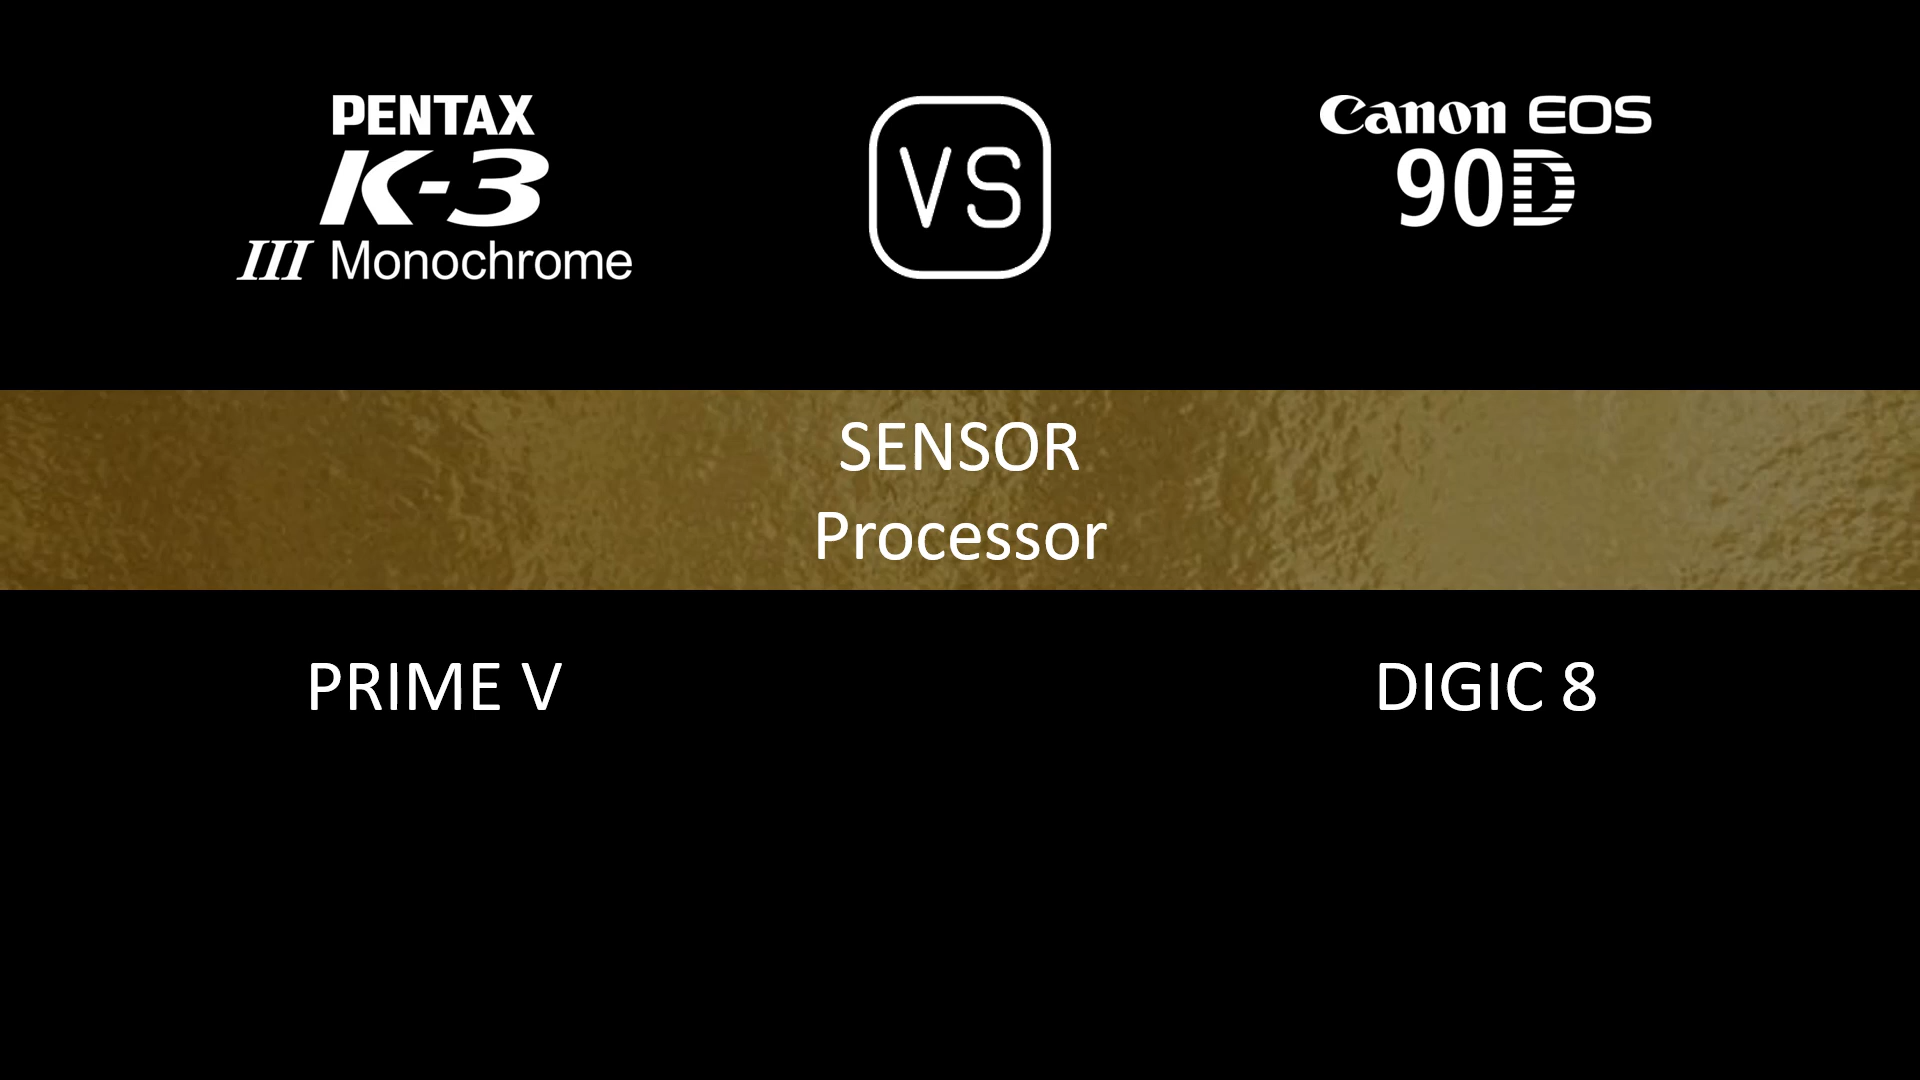 PENTAX
K-3
III Monochrome
VS
Canon EOS
90D
SENSOR
Processor
PRIME V
DIGIC 8